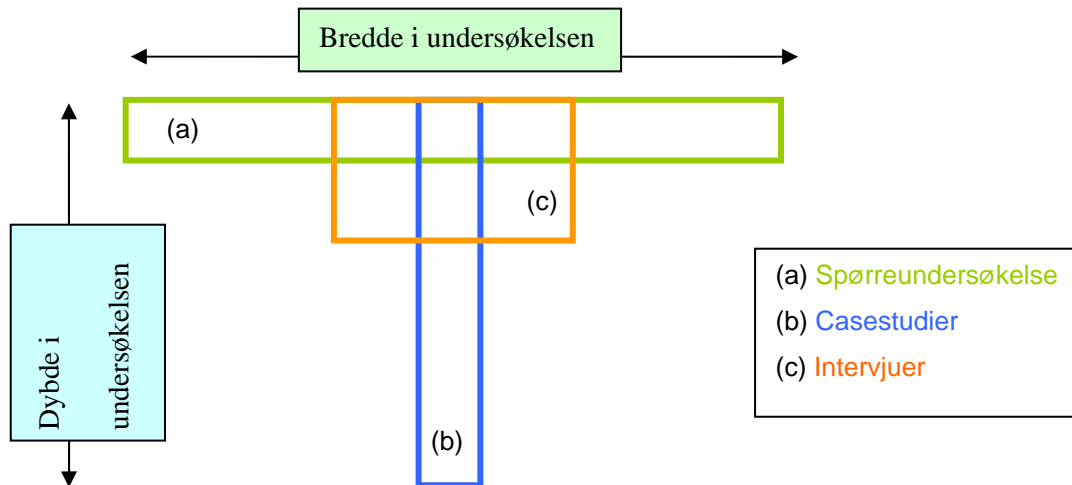 Bredde i undersøkelsen
(a)
(c)
Dybde i
undersøkelsen
(b)
(a) Spørreundersøkelse
(b) Casestudier
(c) Intervjuer